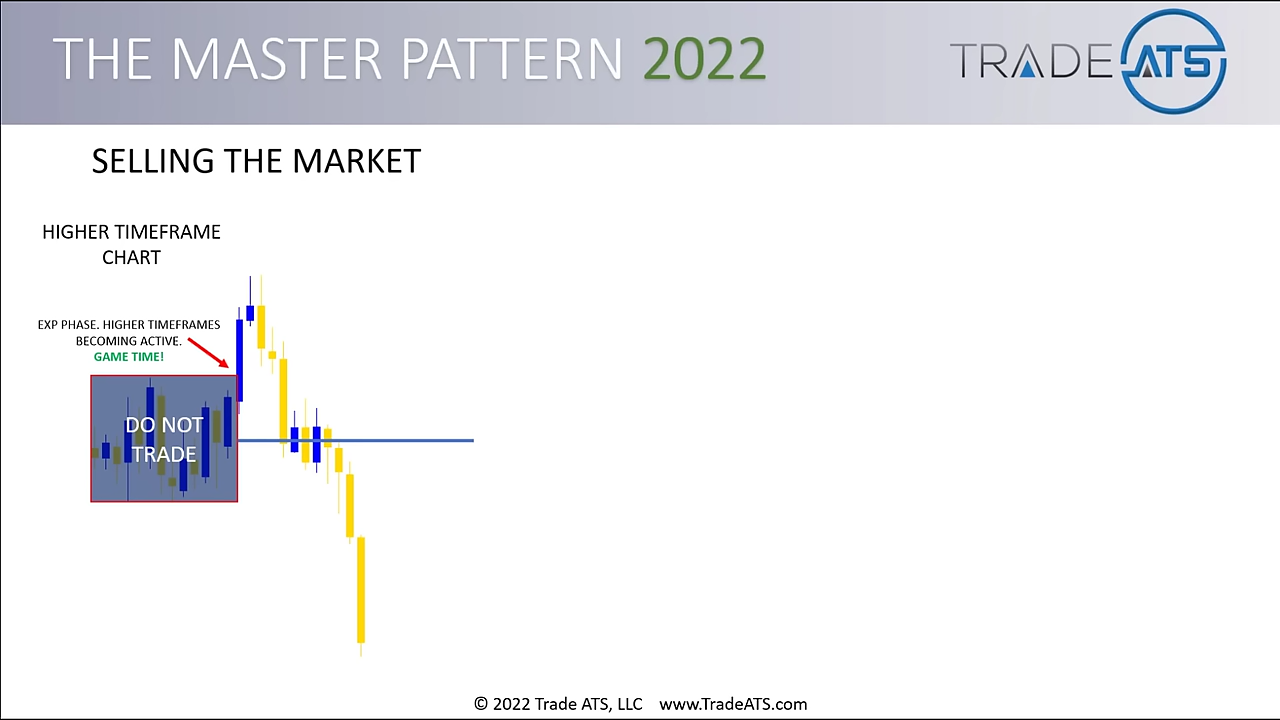 THE MASTER PATTERN 2022
TRADE ATS
SELLING THE MARKET
HIGHER TIMEFRAME
CHART
EXP PHASE. HIGHER TIMEFRAMES
BECOMING ACTIVE.
GAME TIME!
DO NOT
TRADE
© 2022 Trade ATS, LLC www.TradeATS.com